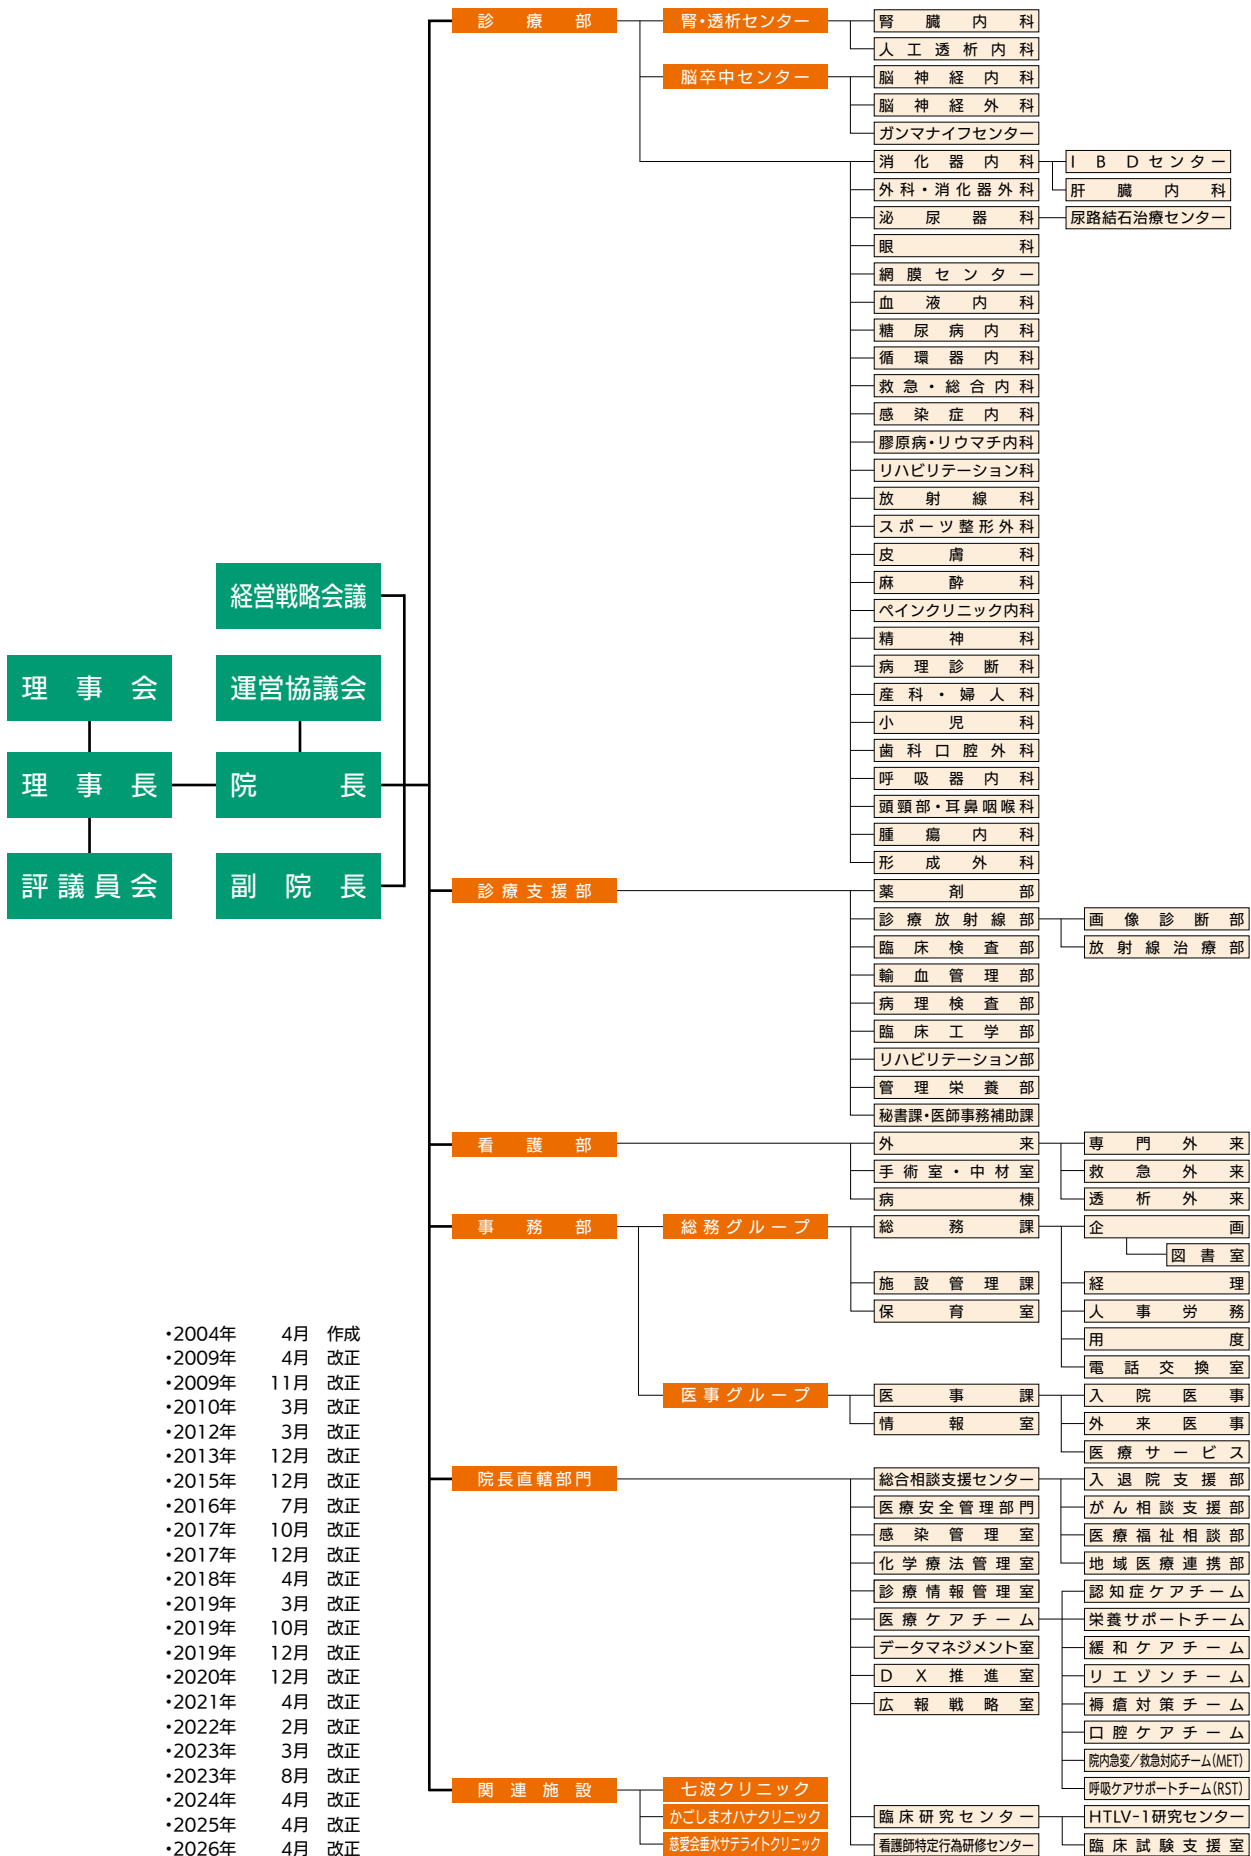 診療部
腎・透析センター
腎臓内科
人工透析内科
脳卒中センター
脳神経内科
脳神経外科
ガンマナイフセンター
消化器内科
IBDセンター
肝臓内科
外科・消化器外科
泌尿器科
尿路結石治療センター
眼科
網膜センター
血液内科
糖尿病内科
循環器内科
救急・総合内科
感染症内科
膠原病・リウマチ内科
リハビリテーション科
放射線科
スポーツ整形外科
皮膚科
麻酔科
ペインクリニック内科
精神科
病理診断科
産科・婦人科
小児科
歯科口腔外科
呼吸器内科
頭頸部・耳鼻咽喉科
腫瘍内科
形成外科
経営戦略会議
理事会
運営協議会
理事長
院長
評議員会
副院長
診療支援部
薬剤部
診療放射線部
画像診断部
放射線治療部
臨床検査部
輸血管理部
病理検査部
臨床工学部
リハビリテーション部
管理栄養部
秘書課・医師事務補助課
看護部
外来
専門外来
救急外来
透析外来
手術室・中材室
病棟
事務部
総務グループ
総務課
企画
図書室
経理
人事労務
用度
電話交換室
施設管理課
保育室
医事グループ
医事課
入院医事
外来医事
医療サービス
情報室
院長直轄部門
総合相談支援センター
入退院支援部
がん相談支援部
医療福祉相談部
地域医療連携部
医療安全管理部門
感染管理室
化学療法管理室
診療情報管理室
医療ケアチーム
認知症ケアチーム
栄養サポートチーム
緩和ケアチーム
リエゾンチーム
褥瘡対策チーム
口腔ケアチーム
院内急変/救急対応チーム(MET)
呼吸ケアサポートチーム(RST)
データマネジメント室
DX推進室
広報戦略室
臨床研究センター
HTLV-1研究センター
臨床試験支援室
看護師特定行為研修センター
関連施設
七波クリニック
かごしまオハナクリニック
慈愛会垂水サテライトクリニック
・2004年 4月 作成
・2009年 4月 改正
・2009年 11月 改正
・2010年 3月 改正
・2012年 3月 改正
・2013年 12月 改正
・2015年 12月 改正
・2016年 7月 改正
・2017年 10月 改正
・2017年 12月 改正
・2018年 4月 改正
・2019年 3月 改正
・2019年 10月 改正
・2019年 12月 改正
・2020年 12月 改正
・2021年 4月 改正
・2022年 2月 改正
・2023年 3月 改正
・2023年 8月 改正
・2024年 4月 改正
・2025年 4月 改正
・2026年 4月 改正